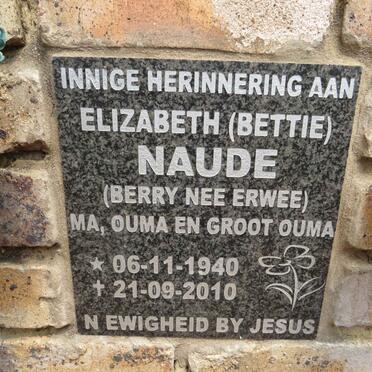 INNIGE HERINNERING AAN
ELIZABETH (BETTIE)
NAUDE
(BERRY NEE ERWEE)
MA, OUMA EN GROOT OUMA
★ 06-11-1940
✝ 21-09-2010
N EWIGHEID BY JESUS